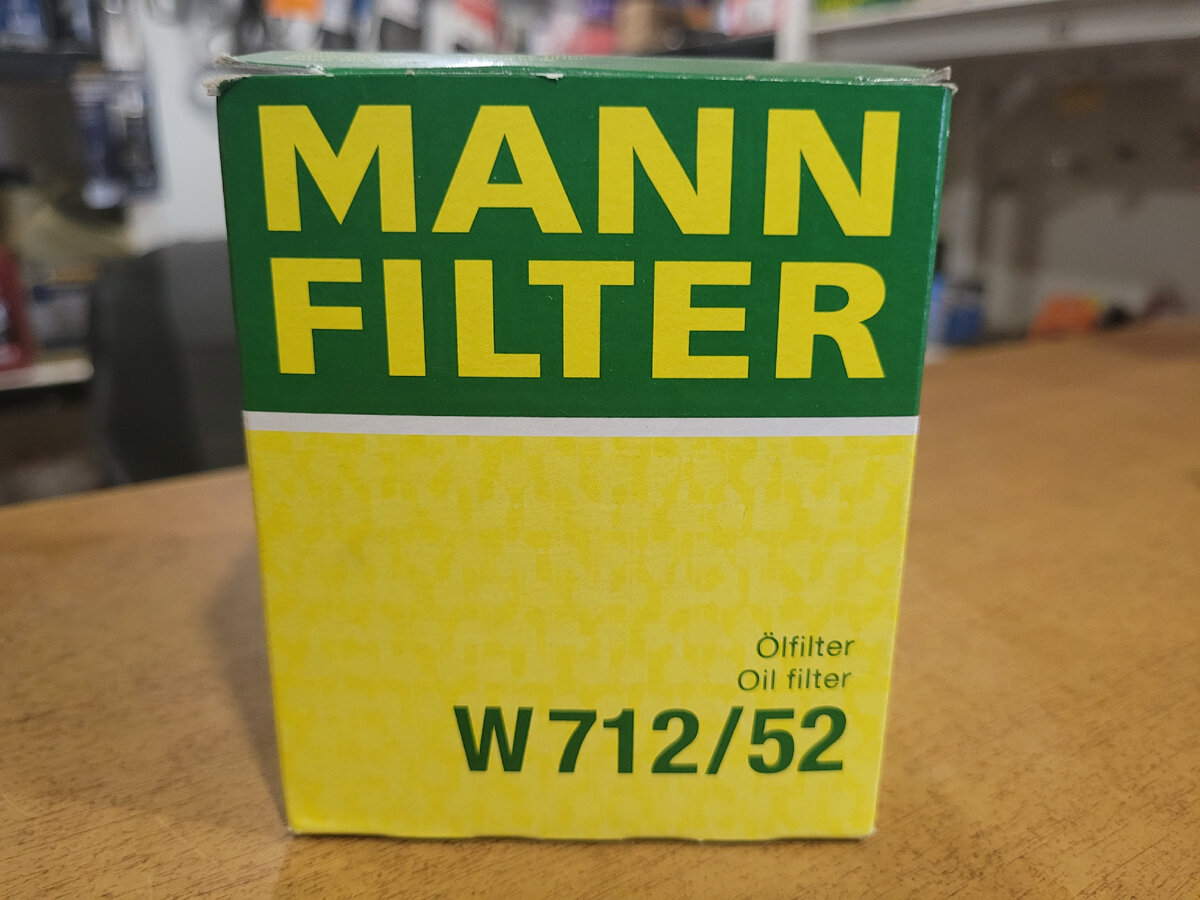 MANN
FILTER
Ölfilter
Oil filter
W 712/52